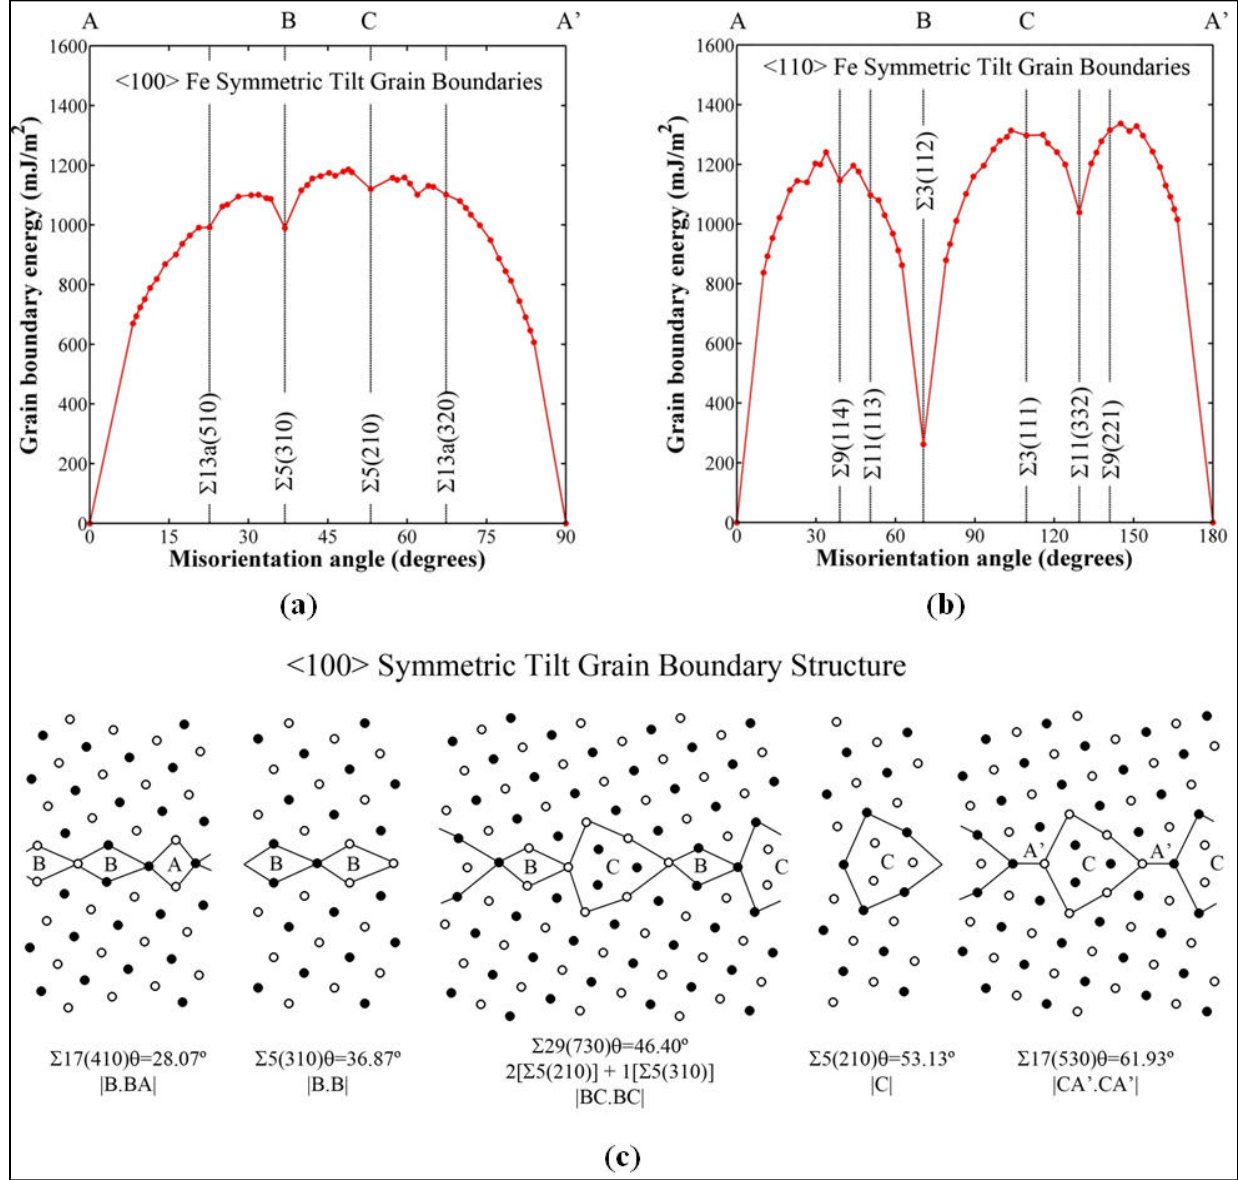 A B C A'
1600
1400
1200
1000
800
600
400
200
0
<100> Fe Symmetric Tilt Grain Boundaries
Grain boundary energy (mJ/m²)
Σ13a(510)
Σ5(310)
Σ5(210)
Σ13a(320)
0 15 30 45 60 75 90
Misorientation angle (degrees)
(a)
A B C A'
1600
1400
1200
1000
800
600
400
200
0
<110> Fe Symmetric Tilt Grain Boundaries
Grain boundary energy (mJ/m²)
Σ9(114)
Σ11(113)
Σ3(112)
Σ3(111)
Σ11(332)
Σ9(221)
0 30 60 90 120 150 180
Misorientation angle (degrees)
(b)
<100> Symmetric Tilt Grain Boundary Structure
B B A
B B
B C B C
C
A' C A' C
Σ17(410)θ=28.07º
|B.BA|
Σ5(310)θ=36.87º
|B.B|
Σ29(730)θ=46.40º
2[Σ5(210)] + 1[Σ5(310)]
|BC.BC|
Σ5(210)θ=53.13º
|C|
Σ17(530)θ=61.93º
|CA'.CA'|
(c)